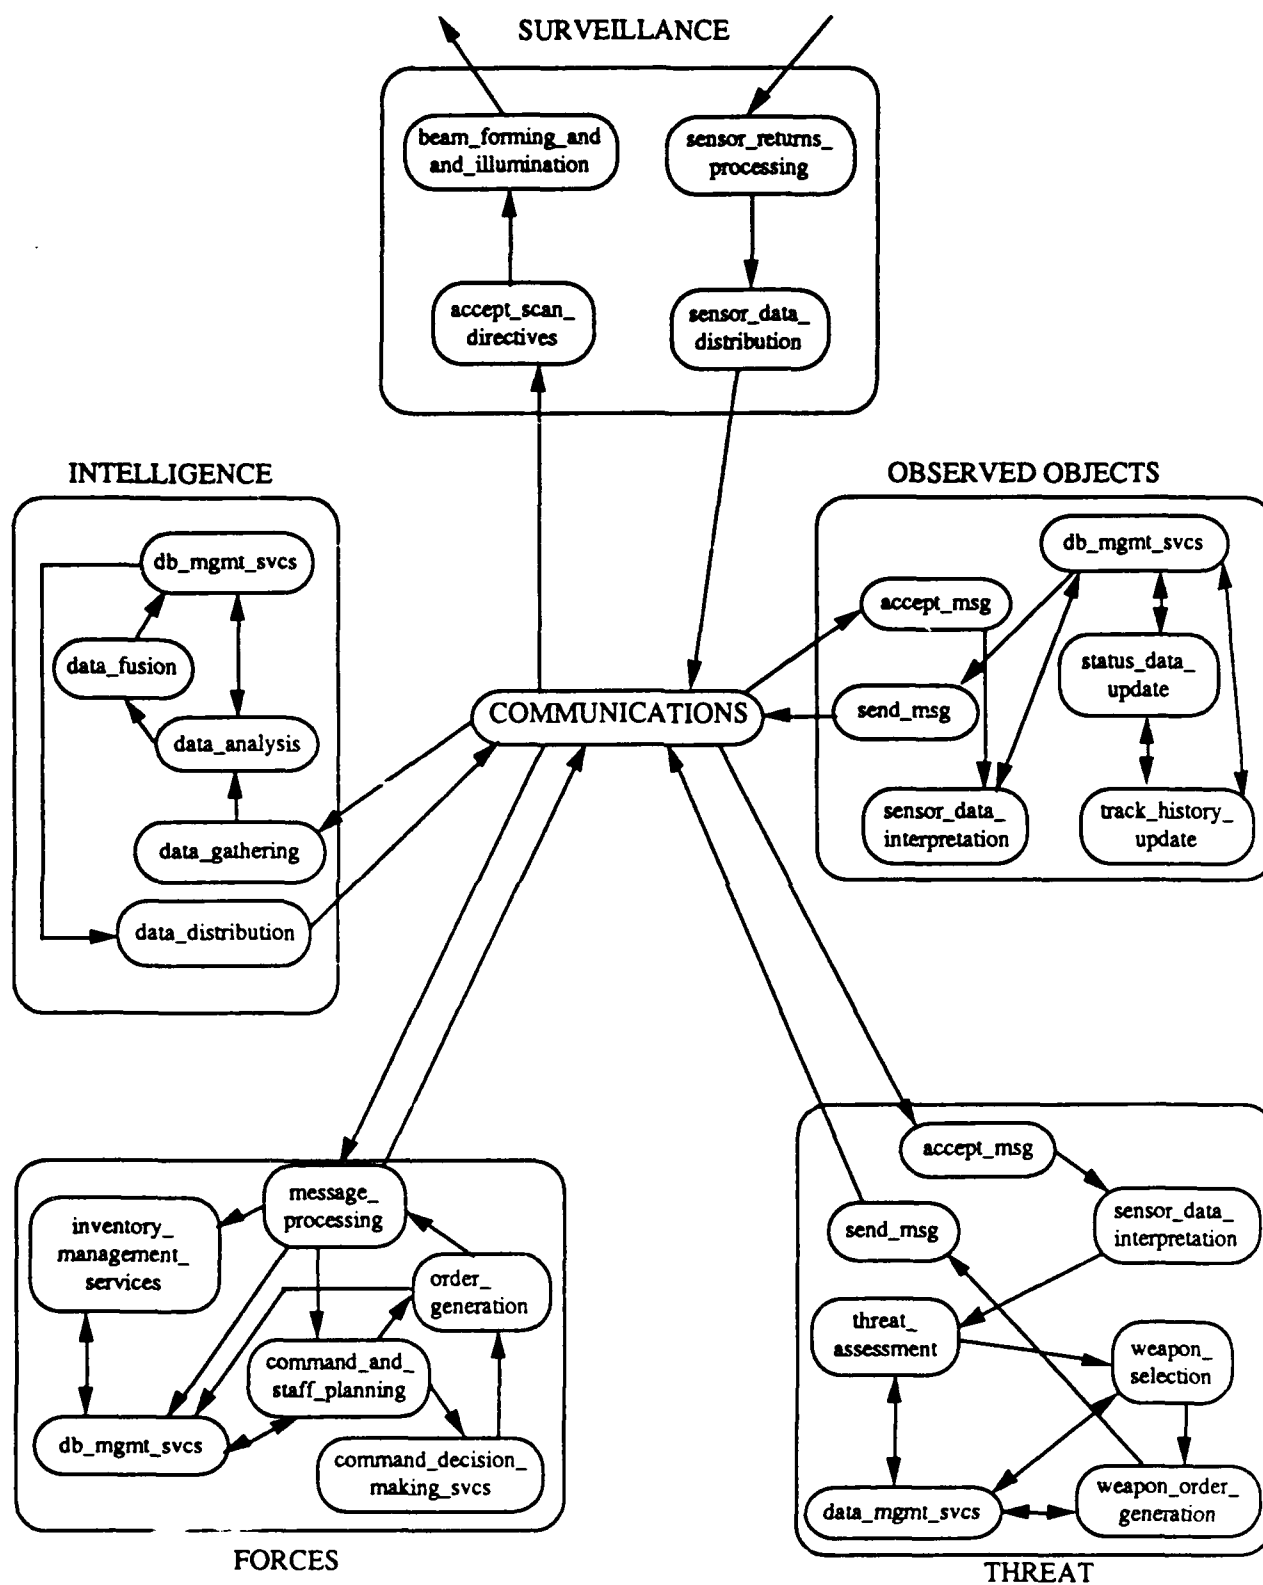 SURVEILLANCE
beam_forming_and
and_illumination
sensor_returns_
processing
accept_scan_
directives
sensor_data_
distribution
INTELLIGENCE
db_mgmt_svcs
data_fusion
data_analysis
data_gathering
data_distribution
OBSERVED OBJECTS
db_mgmt_svcs
accept_msg
status_data_
update
send_msg
sensor_data_
interpretation
track_history_
update
COMMUNICATIONS
message_
processing
inventory_
management_
services
order_
generation
command_and_
staff_planning
db_mgmt_svcs
command_decision_
making_svcs
FORCES
accept_msg
sensor_data_
interpretation
send_msg
threat_
assessment
weapon_
selection
data_mgmt_svcs
weapon_order_
generation
THREAT